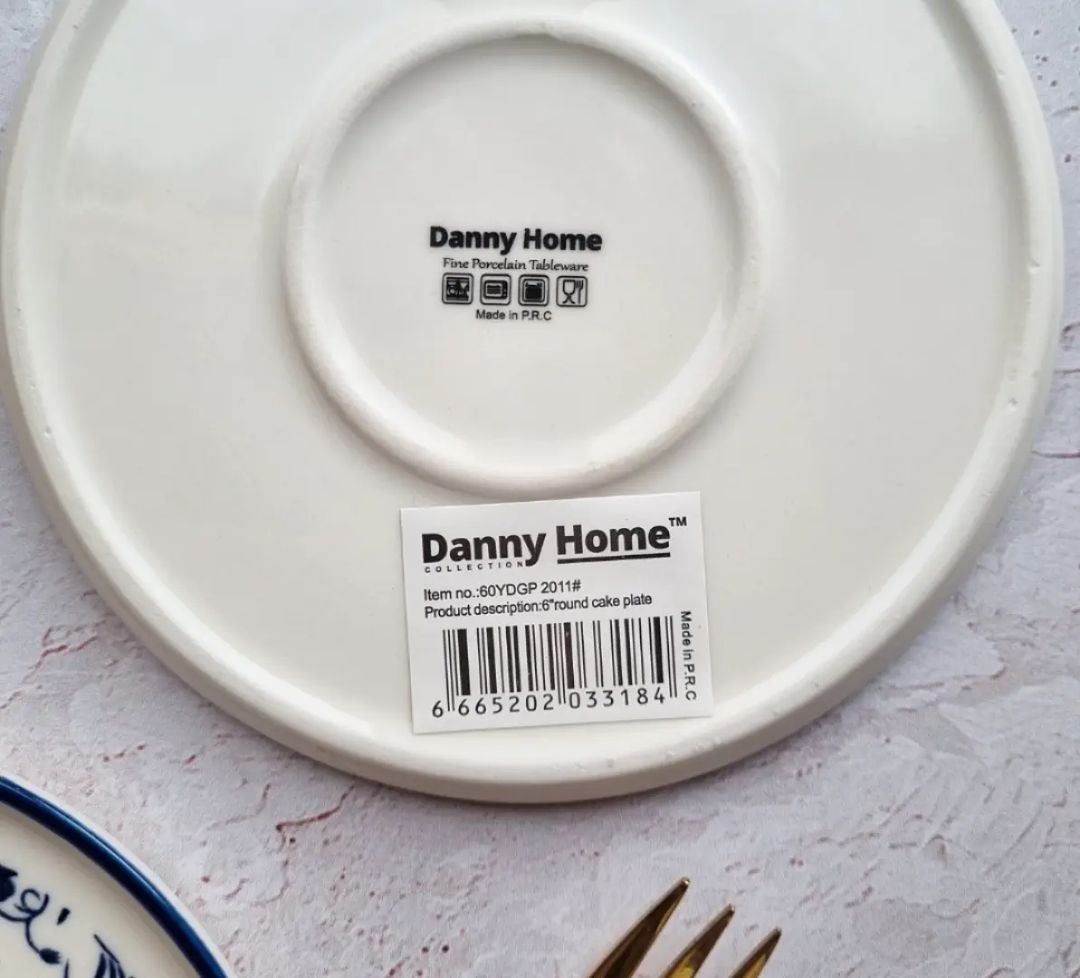 Danny Home
Fine Porcelain Tableware
Made in P.R.C
Danny Home™
COLLECTION
Item no.:60YDGP 2011#
Product description:6"round cake plate
Made in P.R.C
6 665202 033184